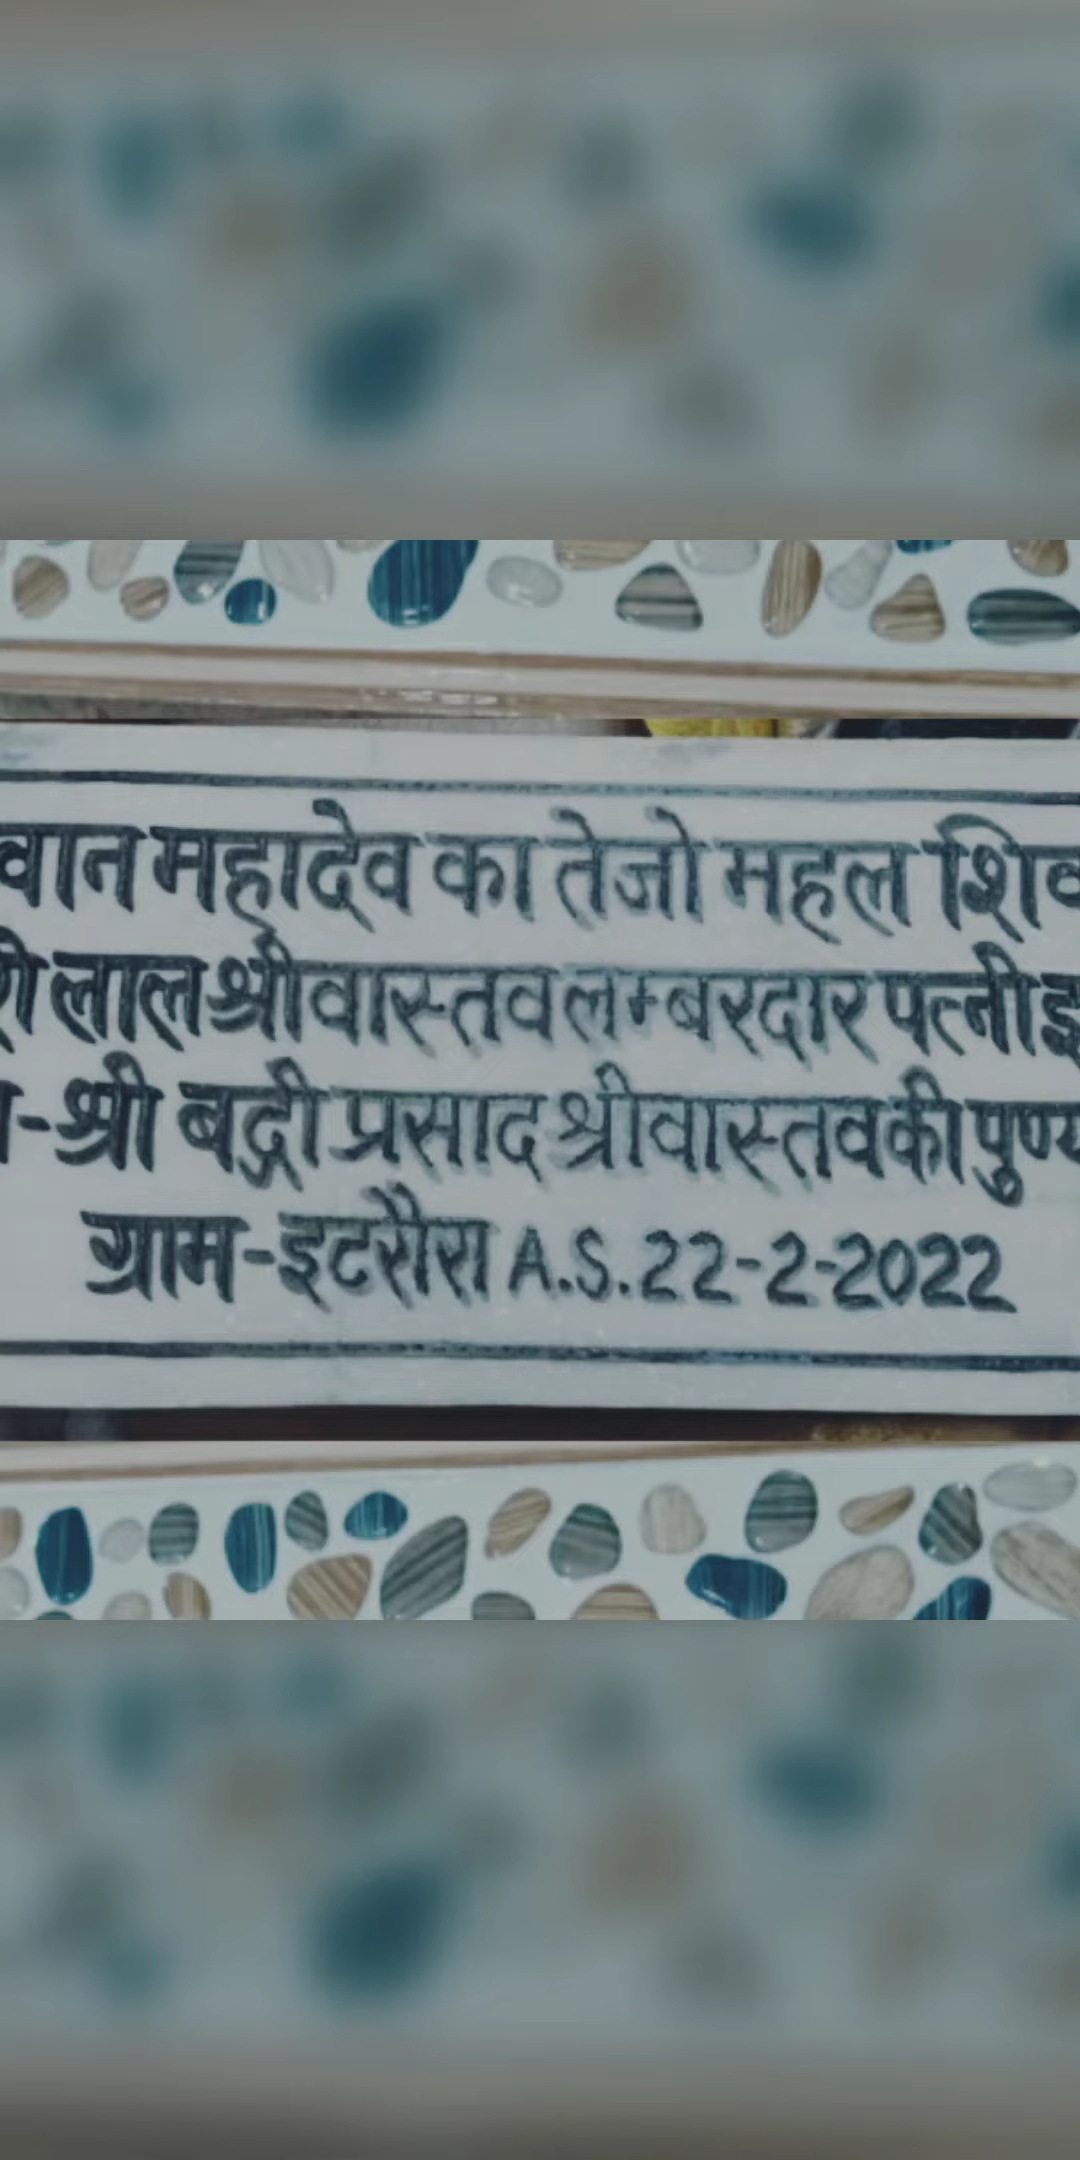 वान महादेव का तेजो महल शिव
री लाल श्रीवास्तव लम्बरदार पत्नी इ
-श्री बद्री प्रसाद श्रीवास्तव की पुण्य
ग्राम-इटरौरा A.S. 22-2-2022